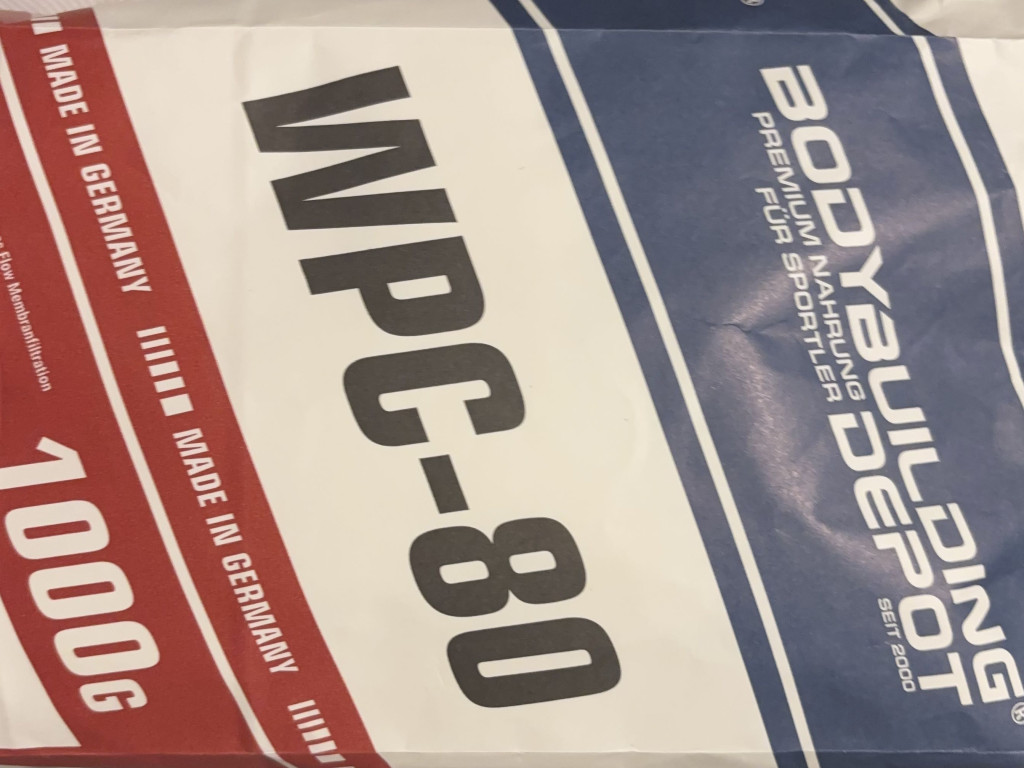 BODYBUILDING
PREMIUM NAHRUNG
FÜR SPORTLER
DEPOT®
SEIT 2000
WPC-80
MADE IN GERMANY MADE IN GERMANY
Flow Membranfiltration
1000G